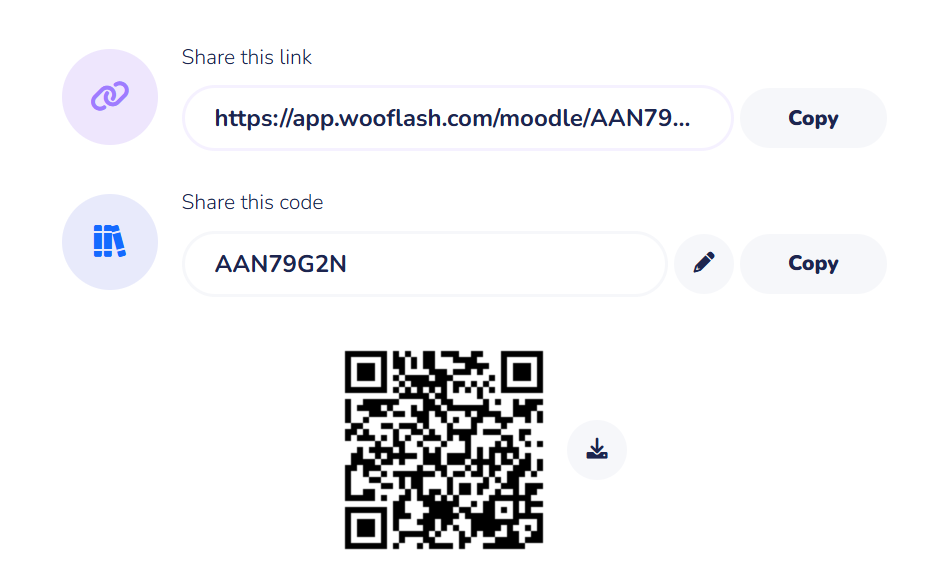 Share this link
https://app.wooflash.com/moodle/AAN79...
Copy
Share this code
AAN79G2N
Copy